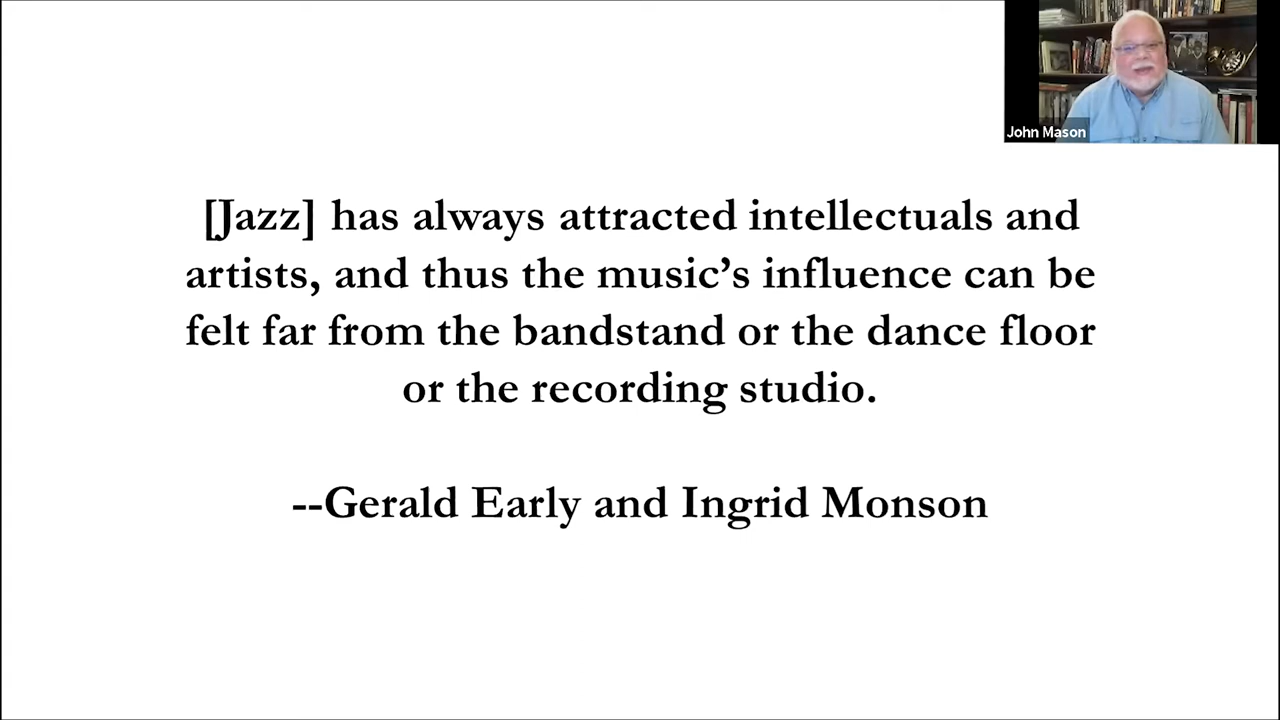 John Mason
[Jazz] has always attracted intellectuals and
artists, and thus the music’s influence can be
felt far from the bandstand or the dance floor
or the recording studio.
--Gerald Early and Ingrid Monson